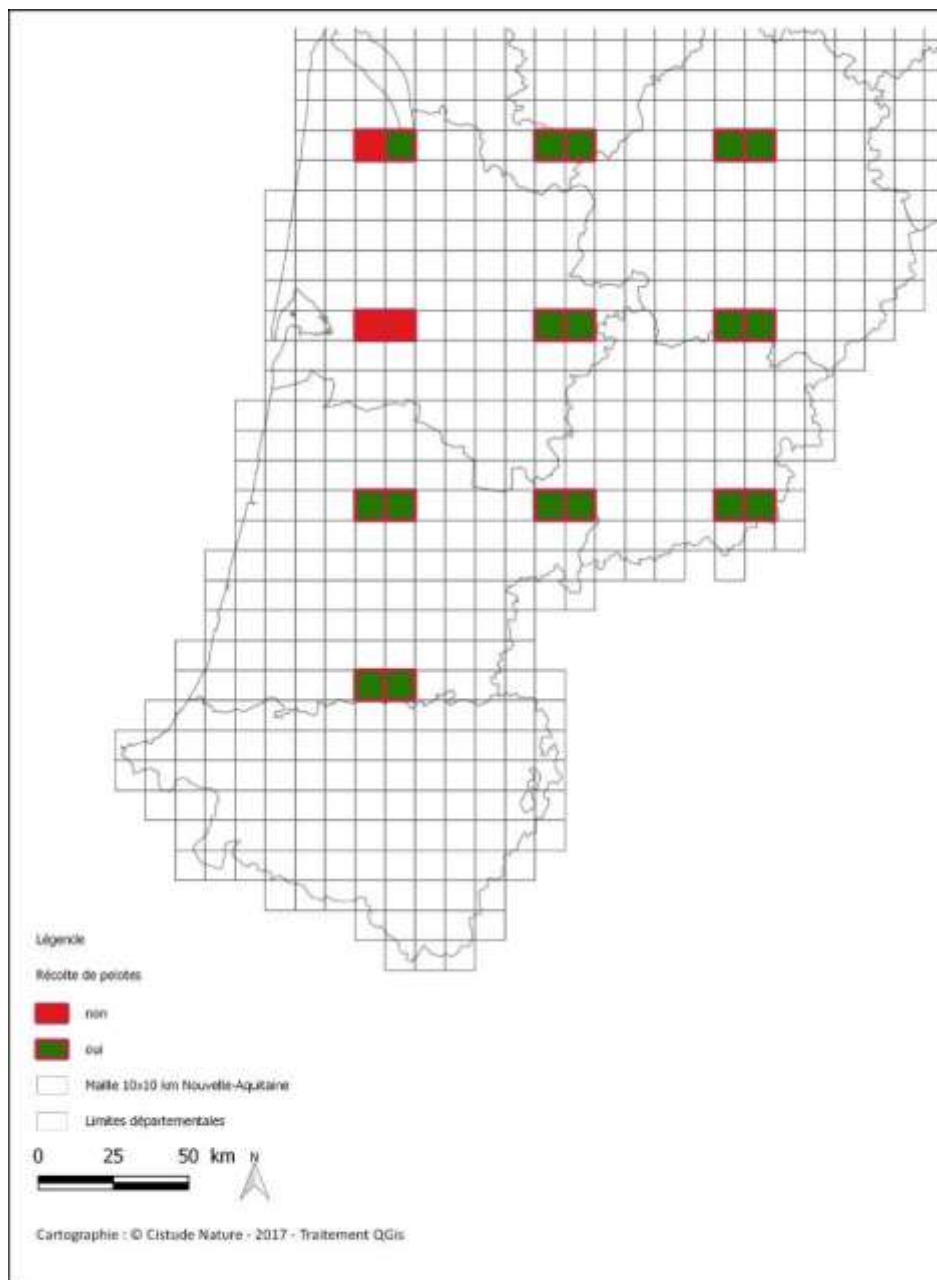 Légende
Récolte de pelotes
non
oui
Maille 10x10 km Nouvelle-Aquitaine
Limites départementales
0 25 50 km N
Cartographie : © Cistude Nature - 2017 - Traitement QGis